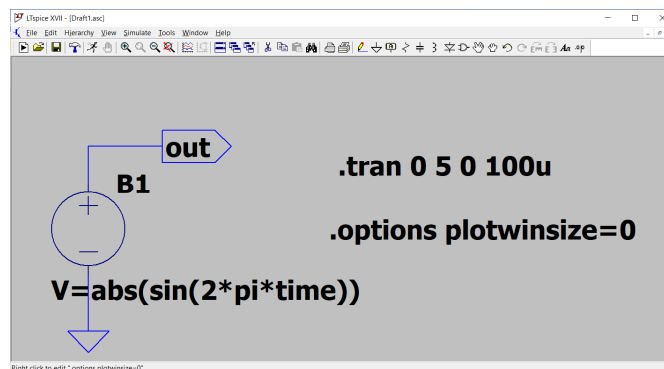 LTspice XVII - [Draft1.asc]
File Edit Hierarchy View Simulate Tools Window Help
out
B1
.tran 0 5 0 100u
.options plotwinsize=0
V=abs(sin(2*pi*time))
Right click to edit ".options plotwinsize=0"